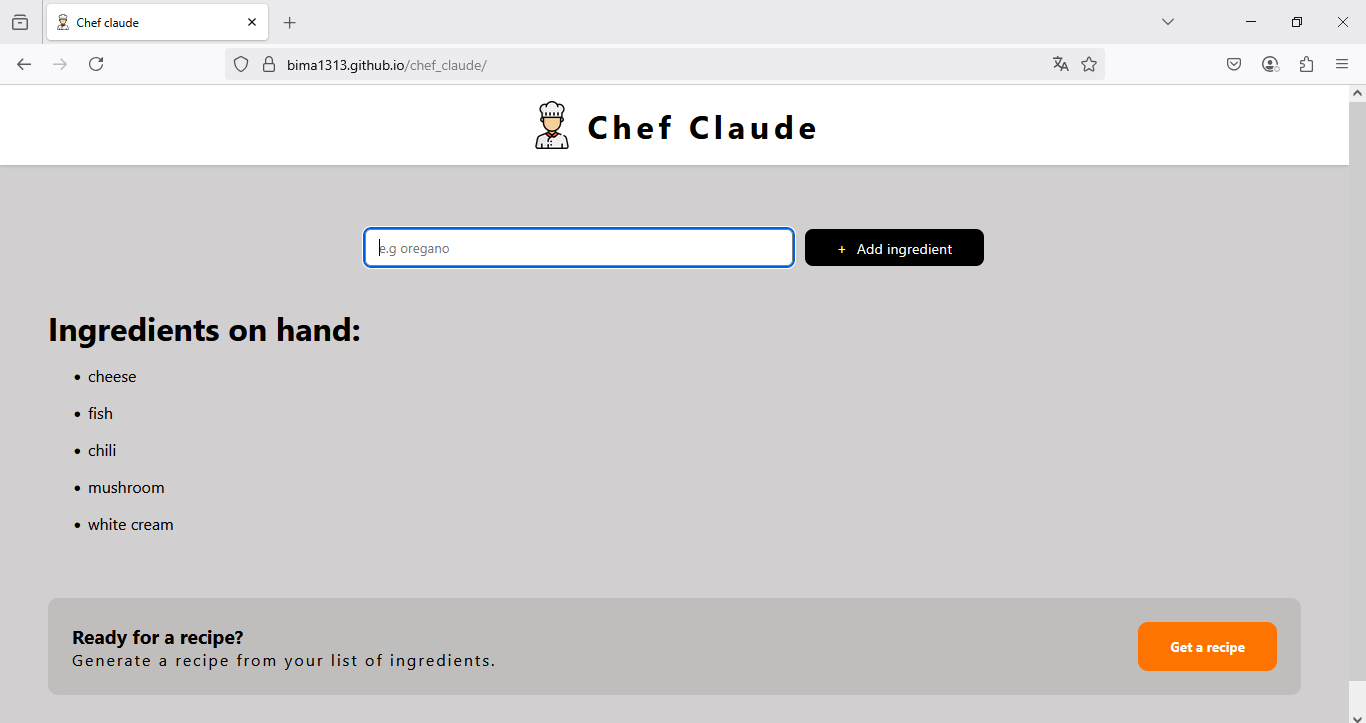 Chef claude
bima1313.github.io/chef_claude/
Chef Claude
e.g oregano
+ Add ingredient
Ingredients on hand:
• cheese
• fish
• chili
• mushroom
• white cream
Ready for a recipe?
Generate a recipe from your list of ingredients.
Get a recipe